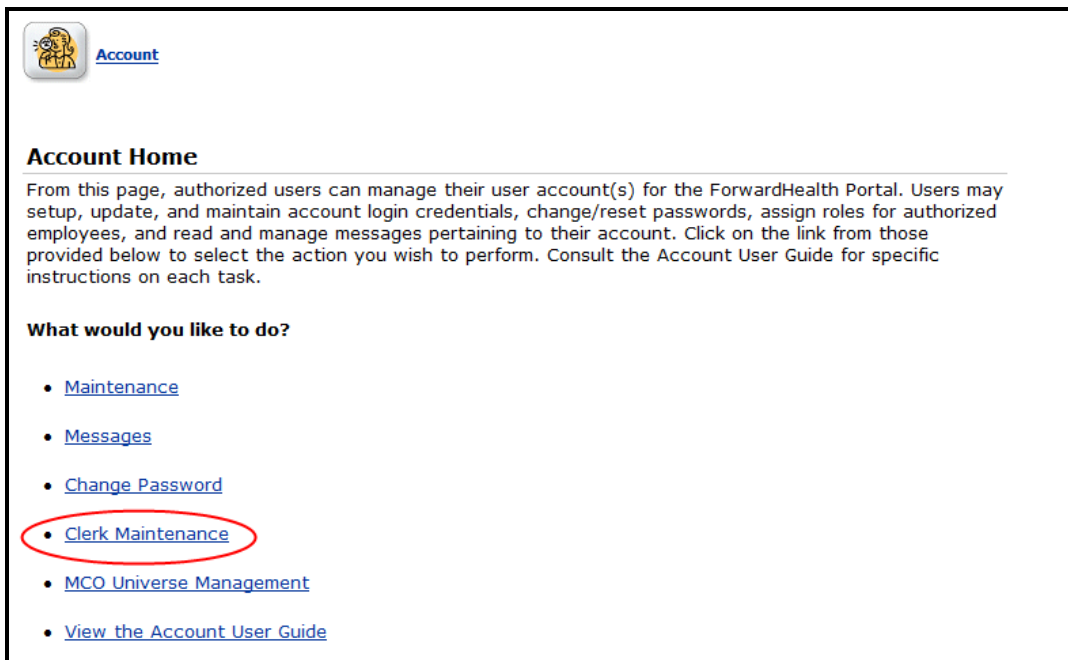 Account
Account Home
From this page, authorized users can manage their user account(s) for the ForwardHealth Portal. Users may
setup, update, and maintain account login credentials, change/reset passwords, assign roles for authorized
employees, and read and manage messages pertaining to their account. Click on the link from those
provided below to select the action you wish to perform. Consult the Account User Guide for specific
instructions on each task.
What would you like to do?
• Maintenance
• Messages
• Change Password
• Clerk Maintenance
• MCO Universe Management
• View the Account User Guide